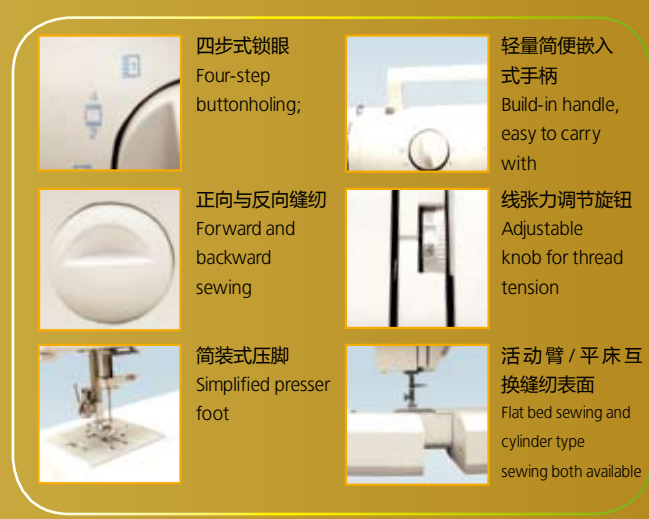 四步式锁眼
Four-step
buttonholing;
轻量简便嵌入
式手柄
Build-in handle,
easy to carry
with
正向与反向缝纫
Forward and
backward
sewing
线张力调节旋钮
Adjustable
knob for thread
tension
简装式压脚
Simplified presser
foot
活动臂/平床互
换缝纫表面
Flat bed sewing and
cylinder type
sewing both available